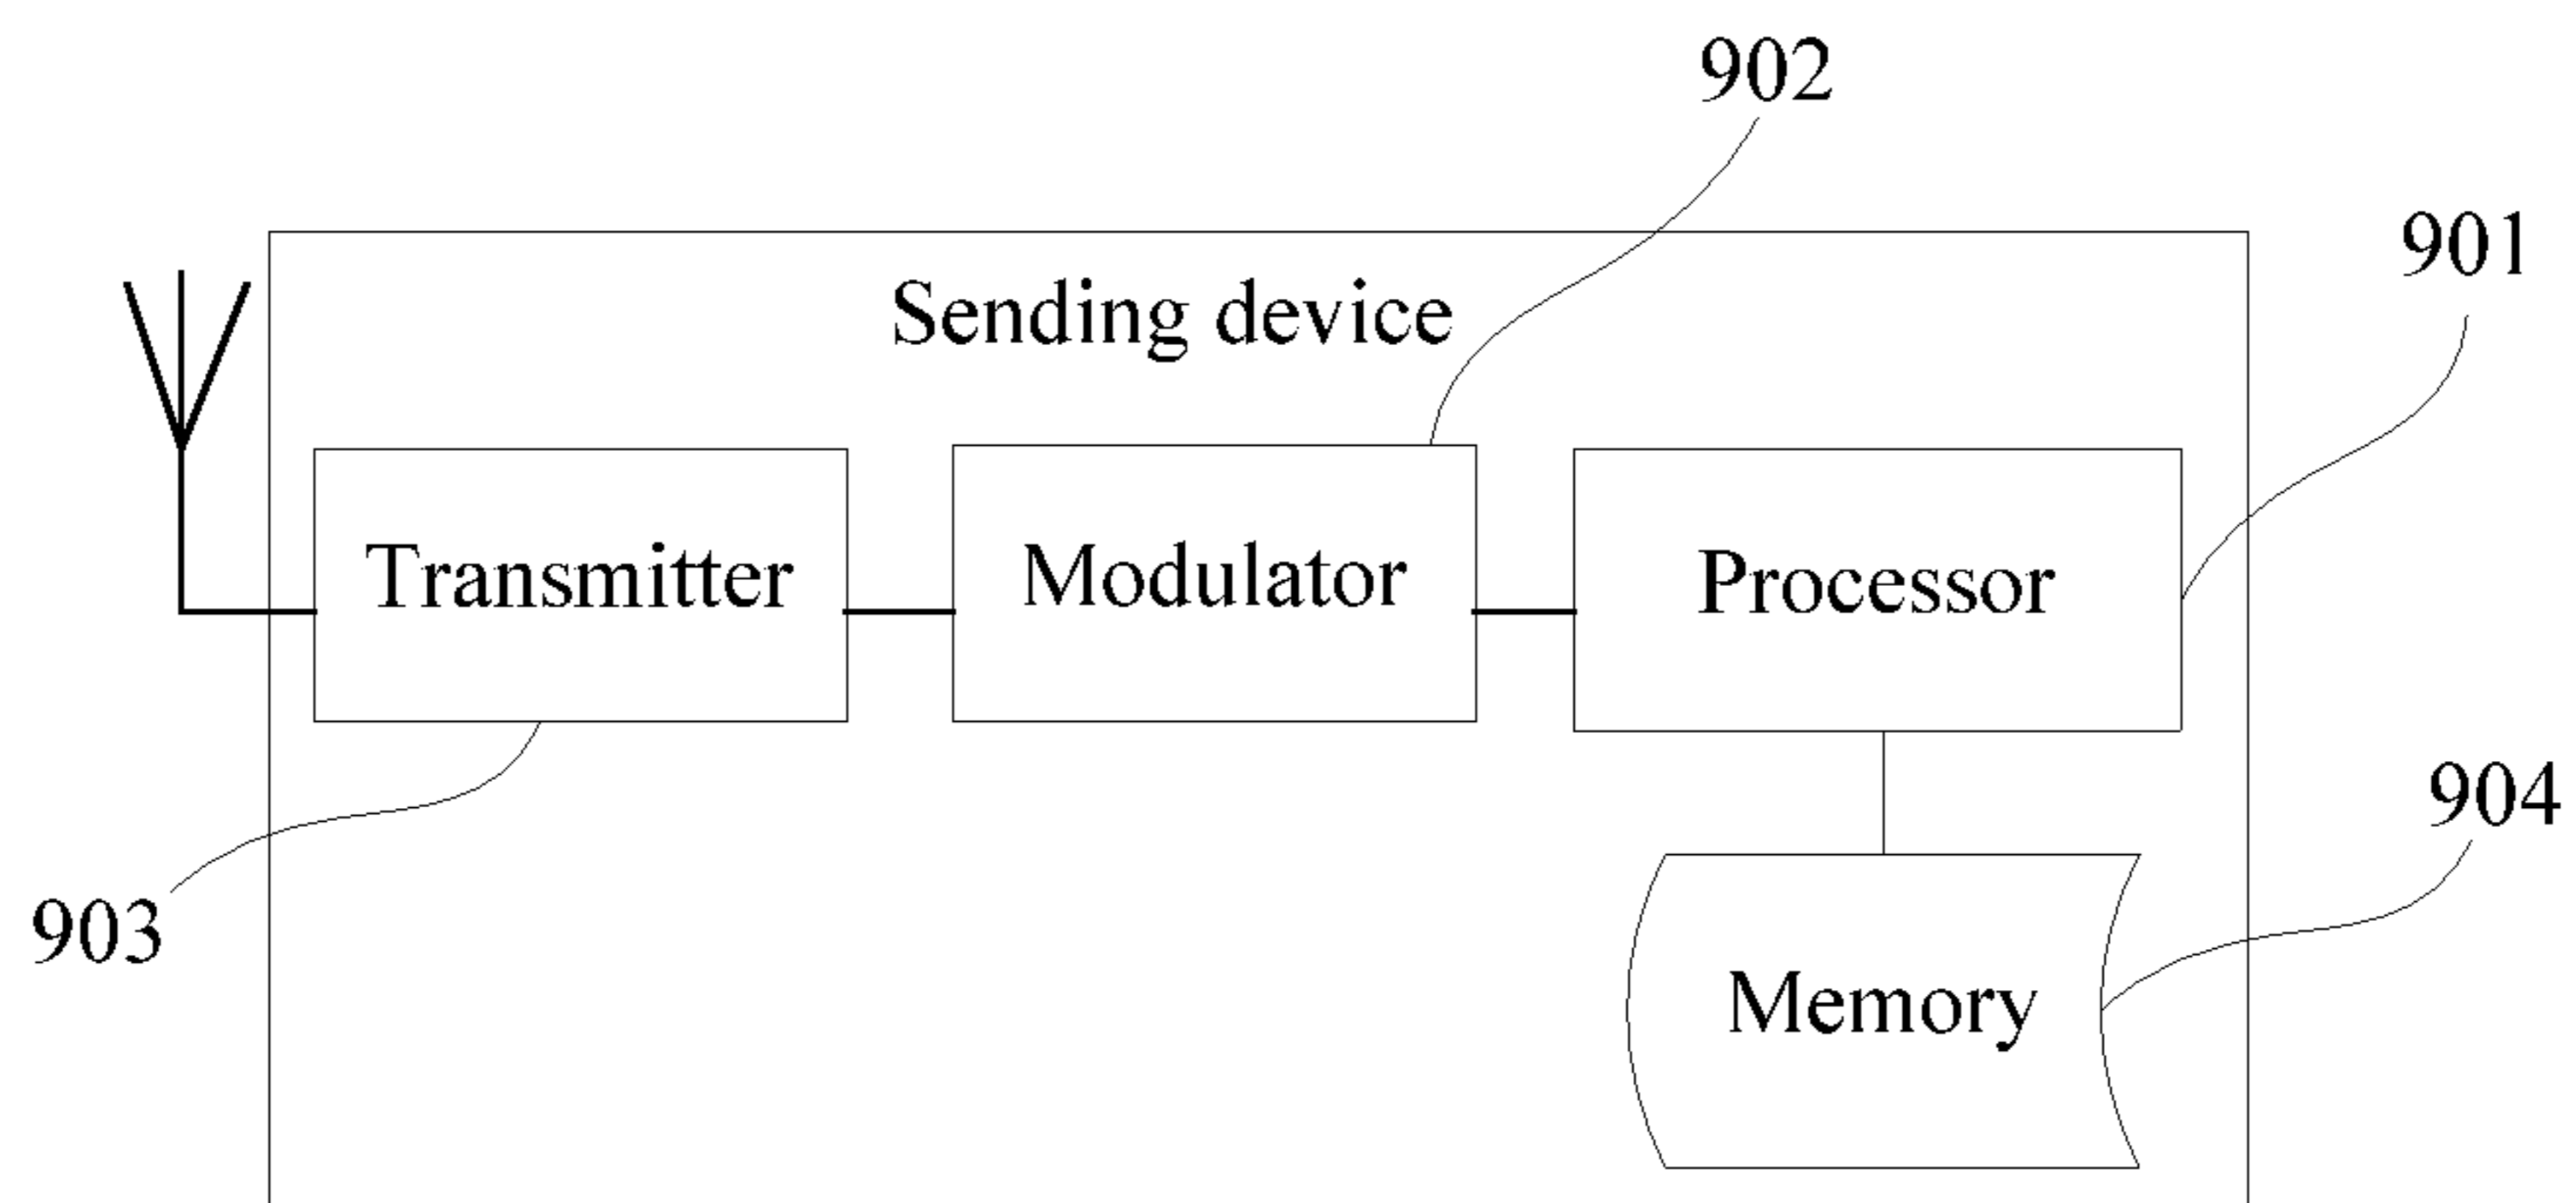 902
901
Sending device
Transmitter
Modulator
Processor
904
903
Memory